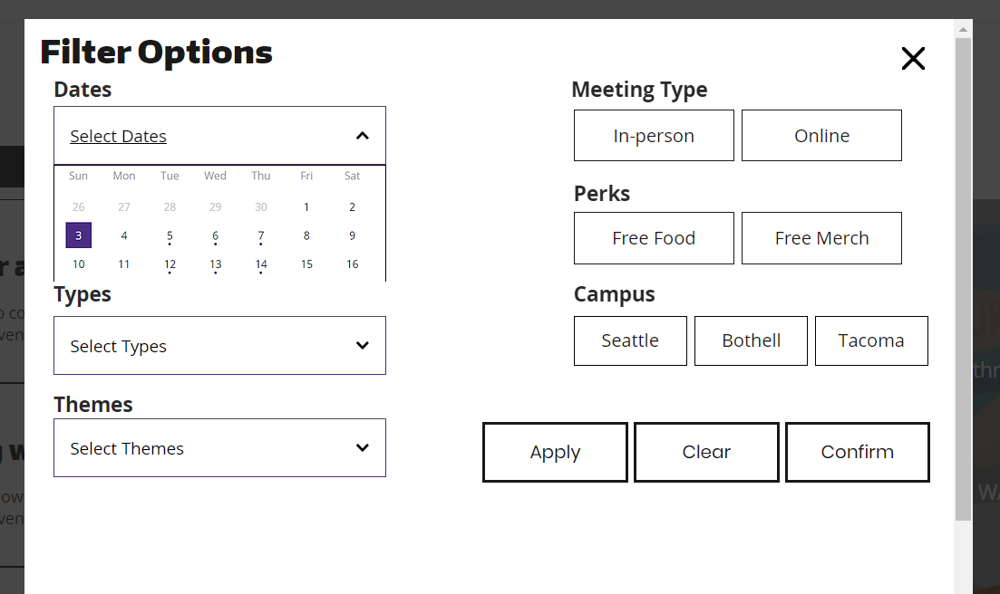 Filter Options
Dates
Select Dates
Sun Mon Tue Wed Thu Fri Sat
26 27 28 29 30 1 2
3 4 5 6 7 8 9
10 11 12 13 14 15 16
Types
Select Types
Themes
Select Themes
Meeting Type
In-person Online
Perks
Free Food Free Merch
Campus
Seattle Bothell Tacoma
Apply Clear Confirm